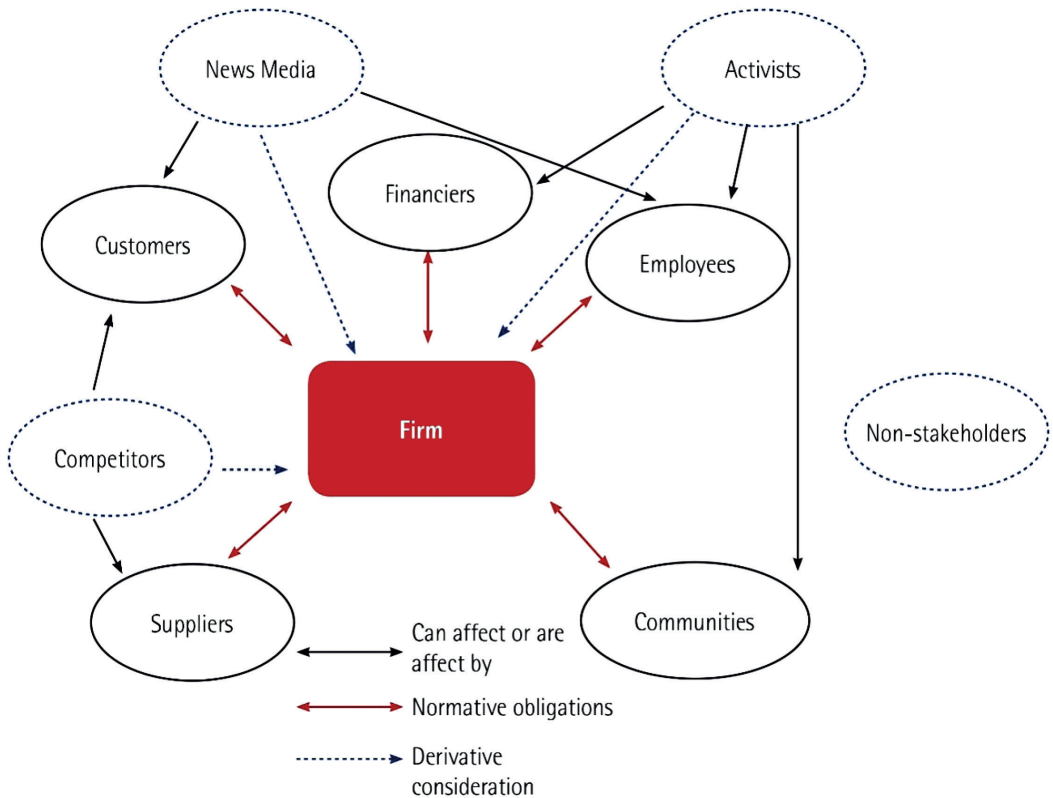 News Media
Activists
Financiers
Customers
Employees
Firm
Non-stakeholders
Competitors
Suppliers
Communities
Can affect or are
affect by
Normative obligations
Derivative
consideration